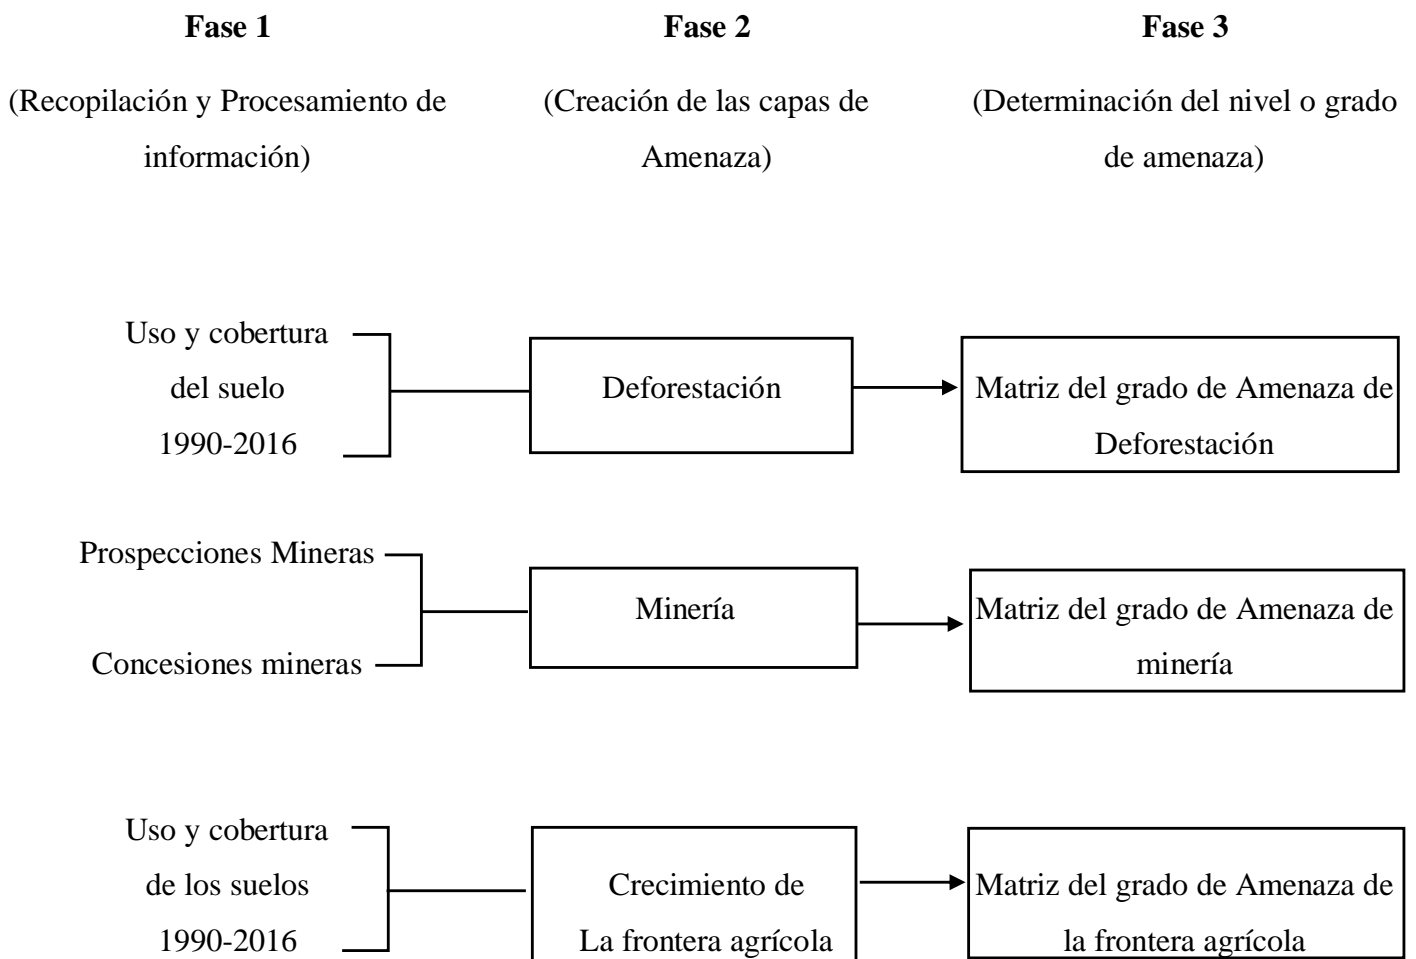 Fase 1
Fase 2
Fase 3
(Recopilación y Procesamiento de
información)
(Creación de las capas de
Amenaza)
(Determinación del nivel o grado
de amenaza)
Uso y cobertura
del suelo
1990-2016
Deforestación
Matriz del grado de Amenaza de
Deforestación
Prospecciones Mineras
Concesiones mineras
Minería
Matriz del grado de Amenaza de
minería
Uso y cobertura
de los suelos
1990-2016
Crecimiento de
La frontera agrícola
Matriz del grado de Amenaza de
la frontera agrícola